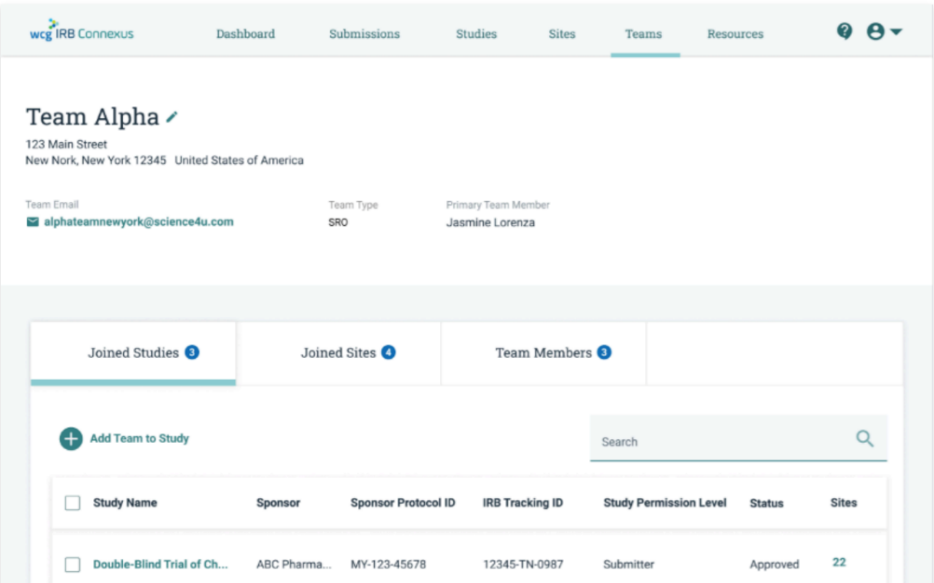 wcg IRB Connexus Dashboard Submissions Studies Sites Teams Resources
Team Alpha
123 Main Street
New Nork, New York 12345 United States of America
Team Email Team Type Primary Team Member
alphateamnewyork@science4u.com SRO Jasmine Lorenza
Joined Studies 3 Joined Sites 4 Team Members 3
Add Team to Study Search
Study Name Sponsor Sponsor Protocol ID IRB Tracking ID Study Permission Level Status Sites
Double-Blind Trial of Ch... ABC Pharma... MY-123-45678 12345-TN-0987 Submitter Approved 22